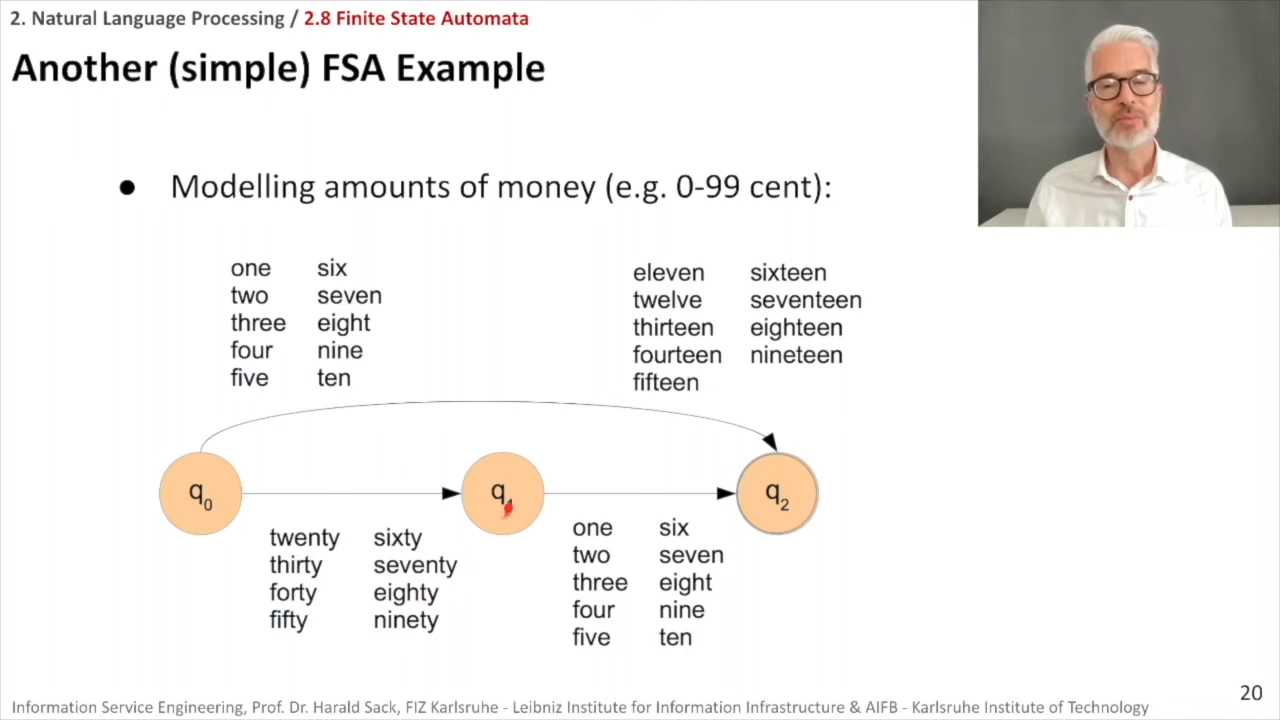 2. Natural Language Processing / 2.8 Finite State Automata
Another (simple) FSA Example
● Modelling amounts of money (e.g. 0-99 cent):
one six
two seven
three eight
four nine
five ten
eleven sixteen
twelve seventeen
thirteen eighteen
fourteen nineteen
fifteen
q0
q1
q2
twenty sixty
thirty seventy
forty eighty
fifty ninety
one six
two seven
three eight
four nine
five ten
20
Information Service Engineering, Prof. Dr. Harald Sack, FIZ Karlsruhe - Leibniz Institute for Information Infrastructure & AIFB - Karlsruhe Institute of Technology